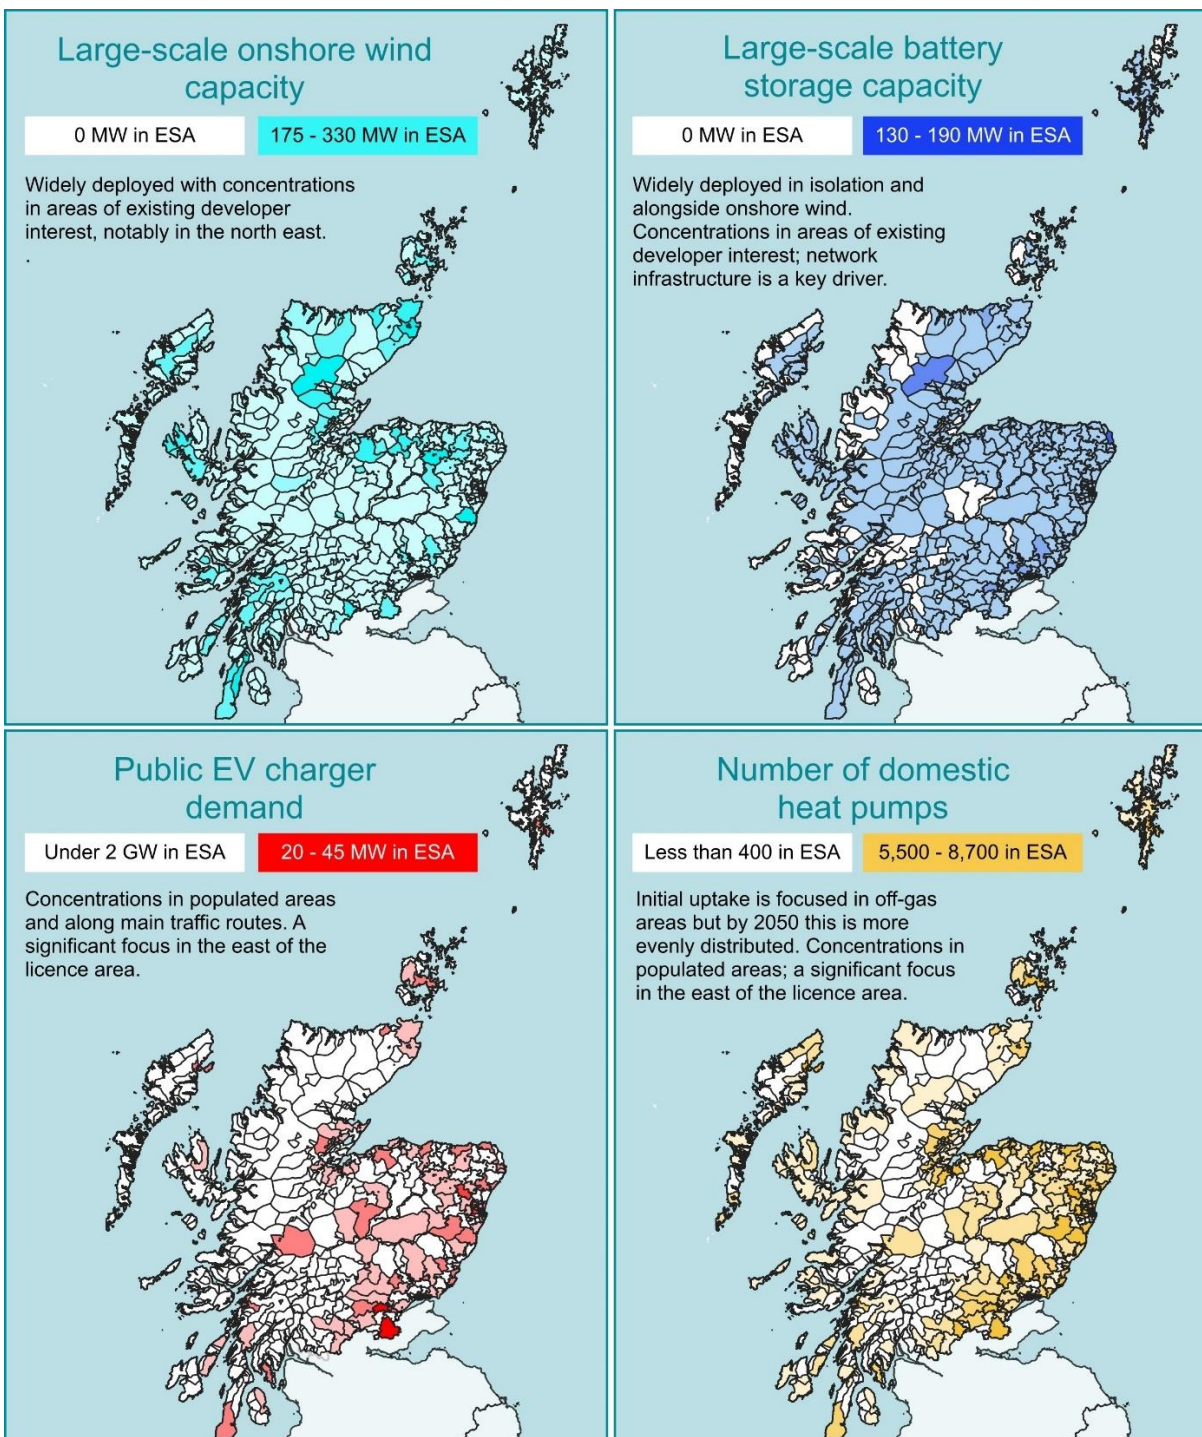 Large-scale onshore wind
capacity
0 MW in ESA
175 - 330 MW in ESA
Widely deployed with concentrations
in areas of existing developer
interest, notably in the north east.
Large-scale battery
storage capacity
0 MW in ESA
130 - 190 MW in ESA
Widely deployed in isolation and
alongside onshore wind.
Concentrations in areas of existing
developer interest; network
infrastructure is a key driver.
Public EV charger
demand
Under 2 GW in ESA
20 - 45 MW in ESA
Concentrations in populated areas
and along main traffic routes. A
significant focus in the east of the
licence area.
Number of domestic
heat pumps
Less than 400 in ESA
5,500 - 8,700 in ESA
Initial uptake is focused in off-gas
areas but by 2050 this is more
evenly distributed. Concentrations in
populated areas; a significant focus
in the east of the licence area.